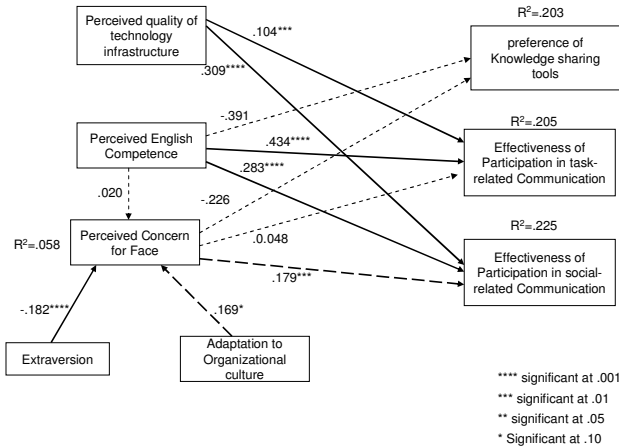 R²=.203
Perceived quality of
technology
infrastructure
.104***
.309****
preference of
Knowledge sharing
tools
-.391
R²=.205
Perceived English
Competence
.434****
.283****
Effectiveness of
Participation in task-
related Communication
.020
-.226
R²=.225
R²=.058
Perceived Concern
for Face
.0.048
.179***
Effectiveness of
Participation in social-
related Communication
-.182****
.169*
Extraversion
Adaptation to
Organizational
culture
**** significant at .001
*** significant at .01
** significant at .05
* Significant at .10